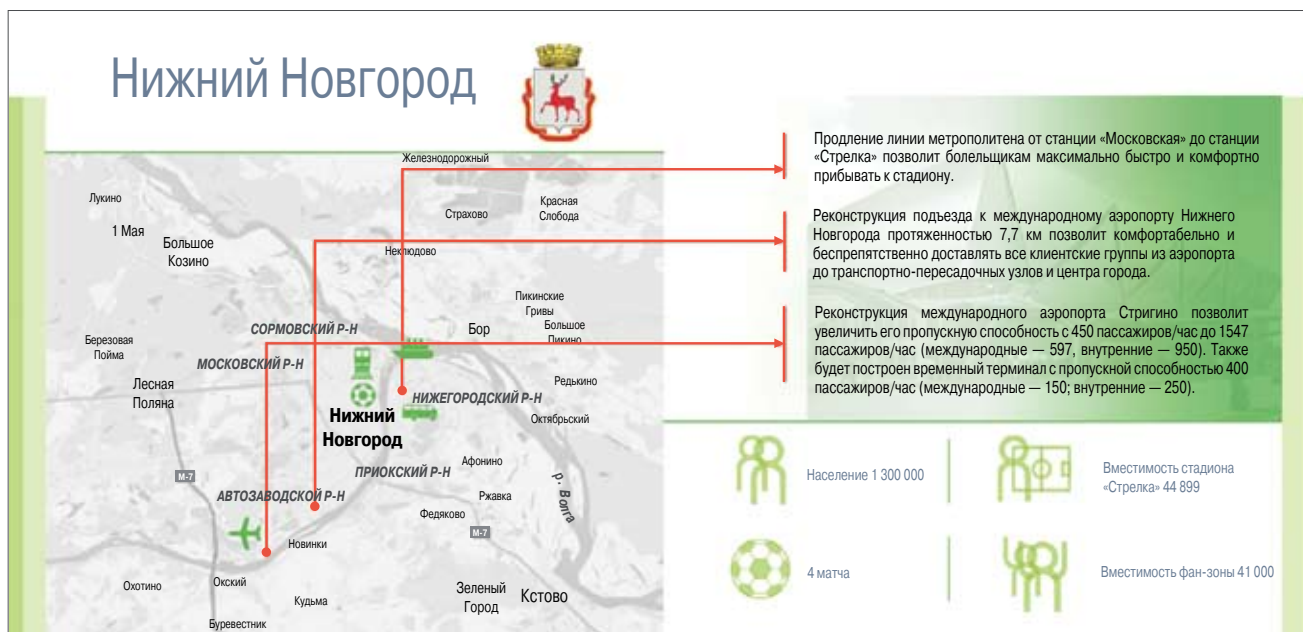 Нижний Новгород
Продление линии метрополитена от станции «Московская» до станции
«Стрелка» позволит болельщикам максимально быстро и комфортно
прибывать к стадиону.
Реконструкция подъезда к международному аэропорту Нижнего
Новгорода протяженностью 7,7 км позволит комфортабельно и
беспрепятственно доставлять все клиентские группы из аэропорта
до транспортно-пересадочных узлов и центра города.
Реконструкция международного аэропорта Стригино позволит
увеличить его пропускную способность с 450 пассажиров/час до 1547
пассажиров/час (международные — 597, внутренние — 950). Также
будет построен временный терминал с пропускной способностью 400
пассажиров/час (международные — 150; внутренние — 250).
Железнодорожный
Лукино
Страхово
Красная
Слобода
1 Мая
Большое
Козино
Неклюдово
Пикинские
Гривы
Большое
Пикино
СОРМОВСКИЙ Р-Н
Бор
Березовая
Пойма
МОСКОВСКИЙ Р-Н
Лесная
Поляна
Редькино
НИЖЕГОРОДСКИЙ Р-Н
Нижний
Новгород
Октябрьский
ПРИОКСКИЙ Р-Н
Афонино
р. Волга
М-7
АВТОЗАВОДСКОЙ Р-Н
Ржавка
Федяково
М-7
Новинки
Охотино
Окский
Кудьма
Зеленый
Город
Кстово
Буревестник
Население 1 300 000
Вместимость стадиона
«Стрелка» 44 899
4 матча
Вместимость фан-зоны 41 000